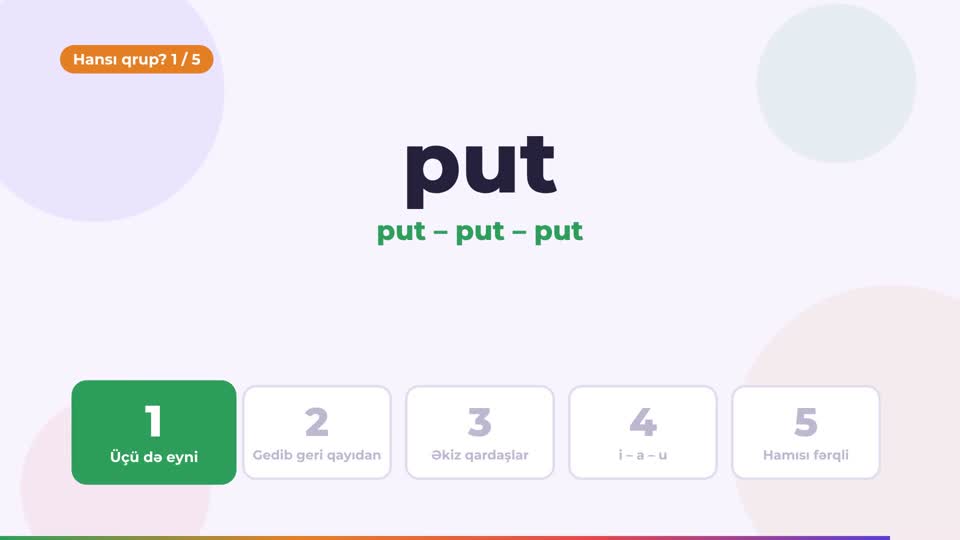 Hansı qrup? 1 / 5
put
put – put – put
1
Üçü də eyni
2
Gedib geri qayıdan
3
Əkiz qardaşlar
4
i – a – u
5
Hamısı fərqli